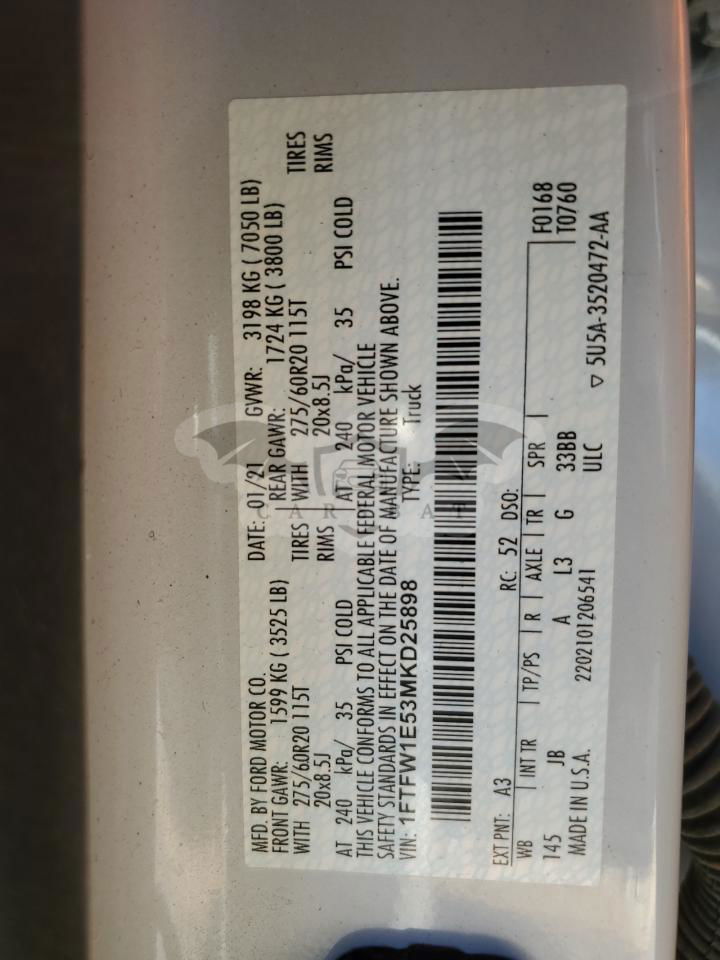 MFD. BY FORD MOTOR CO. DATE: 01/21 GVWR: 3198 KG ( 7050 LB)
FRONT GAWR: 1599 KG ( 3525 LB) REAR GAWR: 1724 KG ( 3800 LB)
WITH 275/60R20 115T TIRES WITH 275/60R20 115T TIRES
20x8.5J RIMS 20x8.5J RIMS
AT 240 kPa/ 35 PSI COLD AT 240 kPa/ 35 PSI COLD
THIS VEHICLE CONFORMS TO ALL APPLICABLE FEDERAL MOTOR VEHICLE
SAFETY STANDARDS IN EFFECT ON THE DATE OF MANUFACTURE SHOWN ABOVE.
VIN: 1FTFW1E53MKD25898 TYPE: Truck
EXT PNT: A3 RC: 52 DSO: F0168
WB INT TR TP/PS R AXLE TR SPR T0760
145 JB A L3 G 33BB
MADE IN U.S.A. 2202101206541 ULC ▽ 5U5A-3520472-AA
CAR BAT